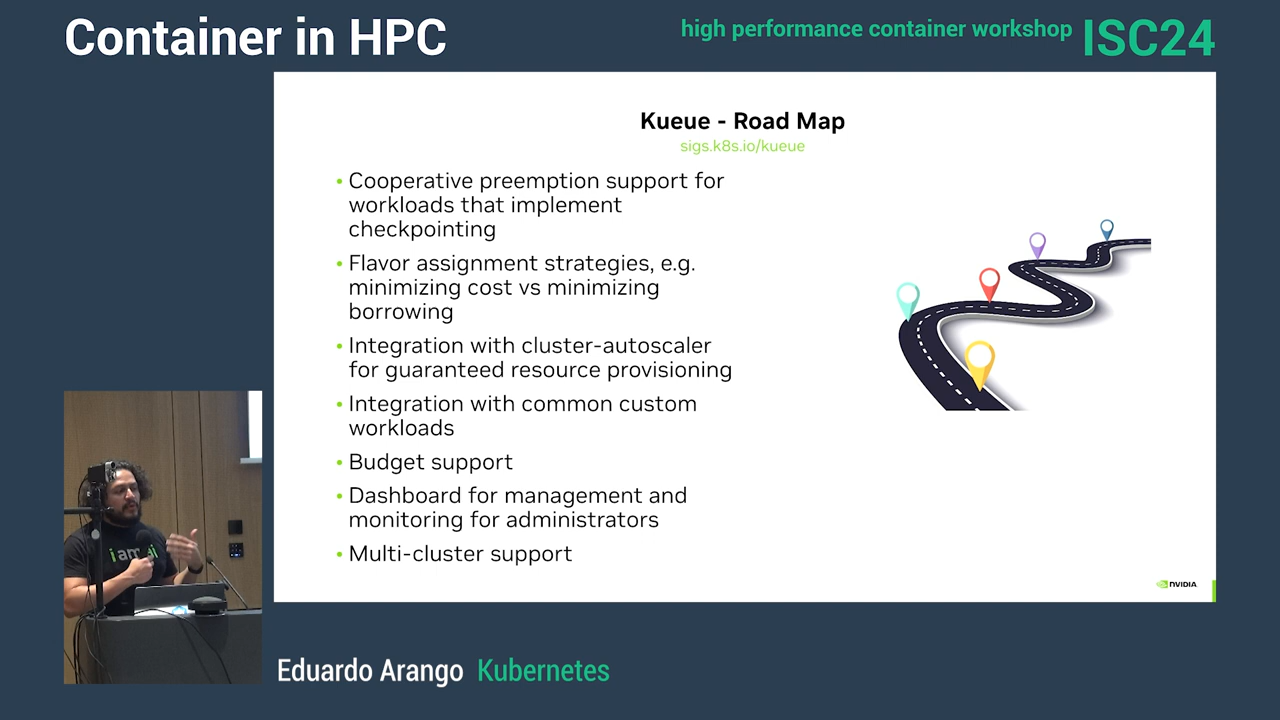 Container in HPC
high performance container workshop ISC24
Kueue - Road Map
sigs.k8s.io/kueue
• Cooperative preemption support for
workloads that implement
checkpointing
• Flavor assignment strategies, e.g.
minimizing cost vs minimizing
borrowing
• Integration with cluster-autoscaler
for guaranteed resource provisioning
• Integration with common custom
workloads
• Budget support
• Dashboard for management and
monitoring for administrators
• Multi-cluster support
NVIDIA
Eduardo Arango Kubernetes